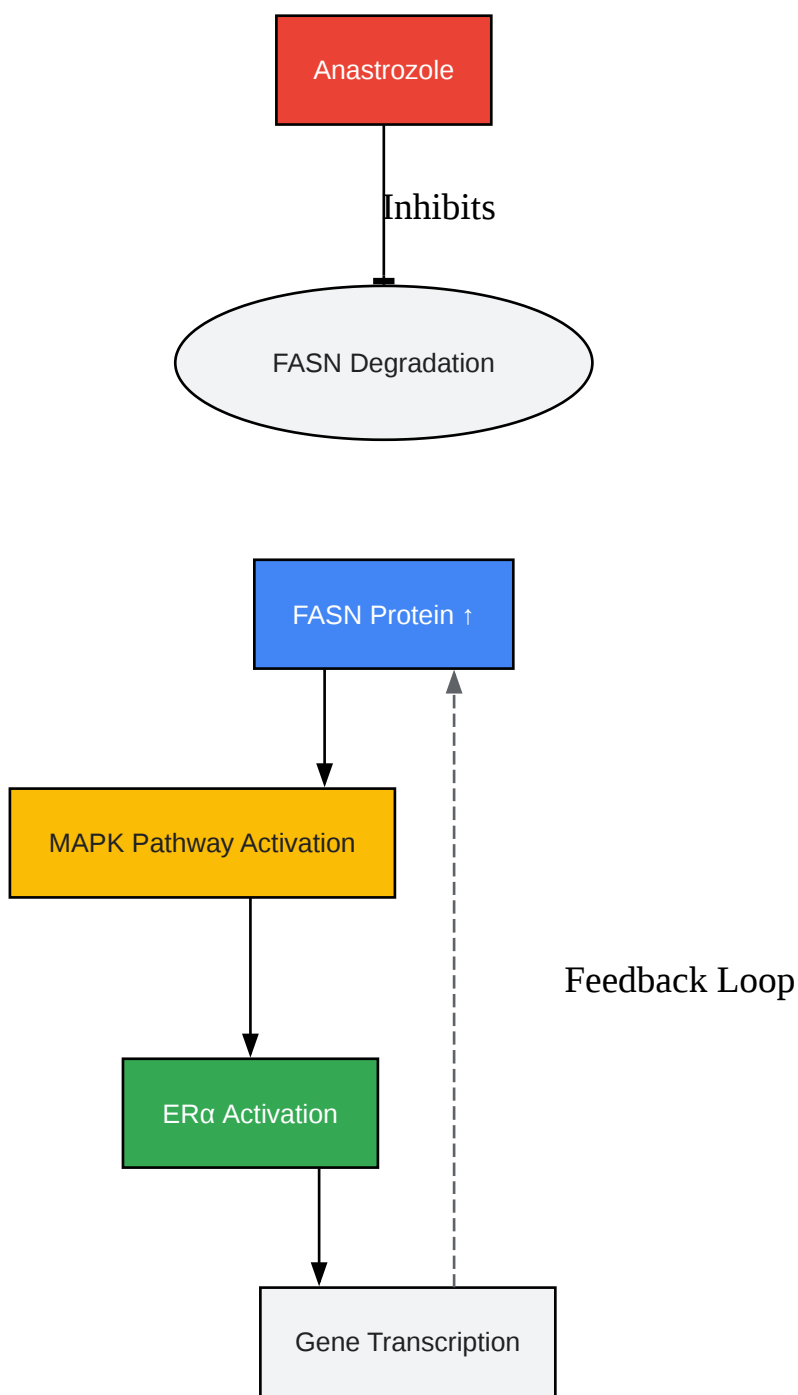 Anastrozole
Inhibits
FASN Degradation
FASN Protein ↑
MAPK Pathway Activation
Feedback Loop
ERα Activation
Gene Transcription